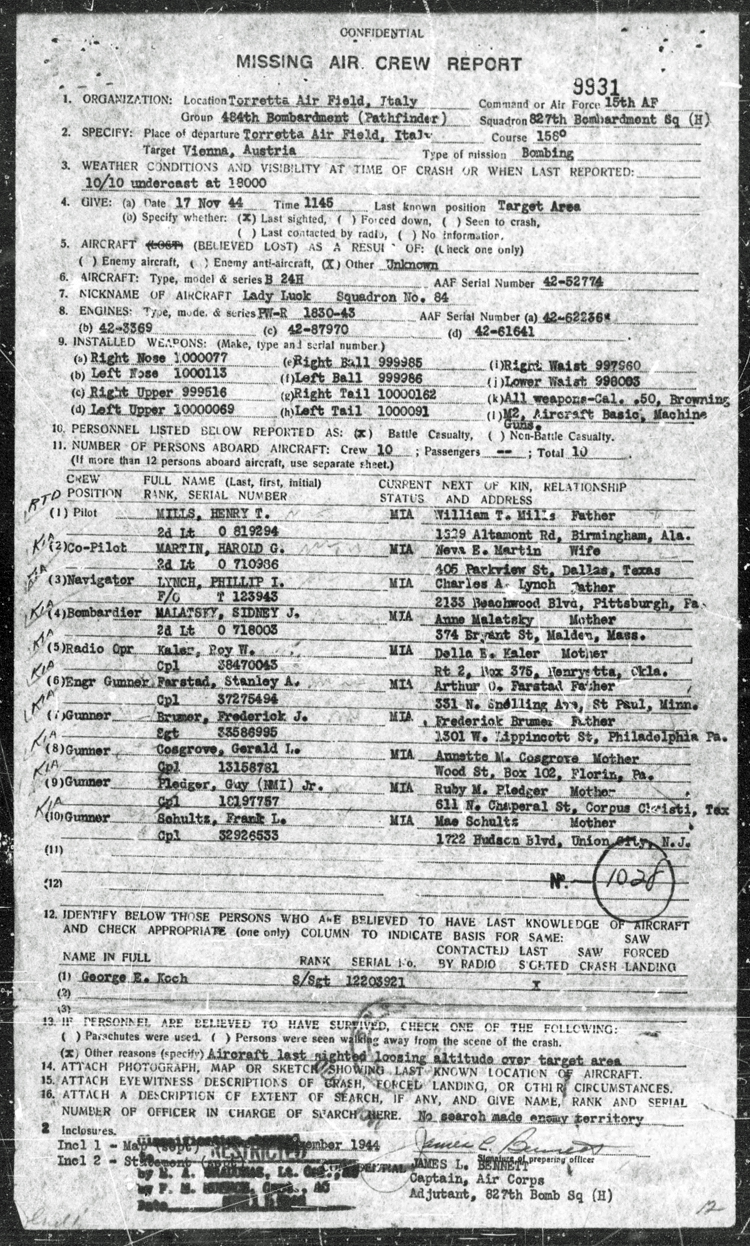 CONFIDENTIAL
MISSING AIR CREW REPORT
9931
1. ORGANIZATION: Location Torretta Air Field, Italy Command or Air Force 15th AF
Group 484th Bombardment (Pathfinder) Squadron 827th Bombardment Sq (H)
2. SPECIFY: Place of departure Torretta Air Field, Italy Course 158°
Target Vienna, Austria Type of mission Bombing
3. WEATHER CONDITIONS AND VISIBILITY AT TIME OF CRASH OR WHEN LAST REPORTED:
10/10 undercast at 18000
4. GIVE: (a) Date 17 Nov 44 Time 1145 Last known position Target Area
(b) Specify whether: (X) Last sighted, ( ) Forced down, ( ) Seen to crash,
( ) Last contacted by radio, ( ) No information,
5. AIRCRAFT (LOST) (BELIEVED LOST) AS A RESULT OF: (Check one only)
( ) Enemy aircraft, ( ) Enemy anti-aircraft, (X) Other Unknown
6. AIRCRAFT: Type, model & series B 24H AAF Serial Number 42-52774
7. NICKNAME OF AIRCRAFT Lady Luck Squadron No. 84
8. ENGINES: Type, mode. & series PW-R 1830-43 AAF Serial Number (a) 42-62236
(b) 42-3369 (c) 42-87970 (d) 42-61641
9. INSTALLED WEAPONS: (Make, type and serial number)
(a) Right Nose 1000077 (e) Right Ball 999985 (i) Right Waist 997960
(b) Left Nose 1000113 (f) Left Ball 999986 (j) Lower Waist 998003
(c) Right Upper 999516 (g) Right Tail 10000162 (k) All weapons-Cal. .50, Browning
(d) Left Upper 10000069 (h) Left Tail 1000091 (l) M2, Aircraft Basic, Machine
Guns.
10. PERSONNEL LISTED BELOW REPORTED AS: (X) Battle Casualty, ( ) Non-Battle Casualty.
11. NUMBER OF PERSONS ABOARD AIRCRAFT: Crew 10 ; Passengers -- ; Total 10
(If more than 12 persons aboard aircraft, use separate sheet.)
CREW FULL NAME (Last, first, initial) CURRENT NEXT OF KIN, RELATIONSHIP
POSITION RANK, SERIAL NUMBER STATUS AND ADDRESS
RTD (1) Pilot MILLS, HENRY T. MIA William T. Mills Father
2d Lt O 819294 1329 Altamont Rd, Birmingham, Ala.
KIA (2) Co-Pilot MARTIN, HAROLD G. MIA Neva E. Martin Wife
2d Lt O 710986 405 Parkview St, Dallas, Texas
KIA (3) Navigator LYNCH, PHILLIP I. MIA Charles A. Lynch Father
F/O T 123943 2133 Beachwood Blvd, Pittsburgh, Pa.
KIA (4) Bombardier MALATSKY, SIDNEY J. MIA Anne Malatsky Mother
2d Lt O 718003 374 Bryant St, Malden, Mass.
KIA (5) Radio Opr Kaler, Roy W. MIA Della E. Kaler Mother
Cpl 38470043 Rt 2, Box 375, Henryetta, Okla.
KIA (6) Engr Gunner Farstad, Stanley A. MIA Arthur O. Farstad Father
Cpl 37275494 331 N. Snelling Ave, St Paul, Minn.
KIA (7) Gunner Brumer, Frederick J. MIA Frederick Brumer Father
Sgt 33586995 1301 W. Lippincott St, Philadelphia Pa.
KIA (8) Gunner Cosgrove, Gerald L. MIA Annette M. Cosgrove Mother
Cpl 13158781 Wood St, Box 102, Florin, Pa.
KIA (9) Gunner Pledger, Guy (NMI) Jr. MIA Ruby M. Pledger Mother
Cpl 18197757 611 N. Chaperal St, Corpus Christi, Tex
KIA (10) Gunner Schultz, Frank L. MIA Mae Schultz Mother
Cpl 32926533 1722 Hudson Blvd, Union City, N.J.
(11)
(12) No. 1028
12. IDENTIFY BELOW THOSE PERSONS WHO ARE BELIEVED TO HAVE LAST KNOWLEDGE OF AIRCRAFT
AND CHECK APPROPRIATE (one only) COLUMN TO INDICATE BASIS FOR SAME: SAW
CONTACTED LAST SAW FORCED
NAME IN FULL RANK SERIAL No. BY RADIO SIGHTED CRASH LANDING
(1) George E. Koch S/Sgt 12203921 X
(2)
(3)
13. IF PERSONNEL ARE BELIEVED TO HAVE SURVIVED, CHECK ONE OF THE FOLLOWING:
( ) Parachutes were used. ( ) Persons were seen walking away from the scene of the crash.
(X) Other reasons (specify) Aircraft last sighted loosing altitude over target area
14. ATTACH PHOTOGRAPH, MAP OR SKETCH SHOWING LAST KNOWN LOCATION OF AIRCRAFT.
15. ATTACH EYEWITNESS DESCRIPTIONS OF CRASH, FORCED LANDING, OR OTHER CIRCUMSTANCES.
16. ATTACH A DESCRIPTION OF EXTENT OF SEARCH, IF ANY, AND GIVE NAME, RANK AND SERIAL
NUMBER OF OFFICER IN CHARGE OF SEARCH HERE. No search made enemy territory
2 Inclosures.
Incl 1 - Map 1944
Incl 2 -
RESTRICTED
James L. Bennett
Signature of preparing officer
JAMES L. BENNETT
Captain, Air Corps
Adjutant, 827th Bomb Sq (H)
12